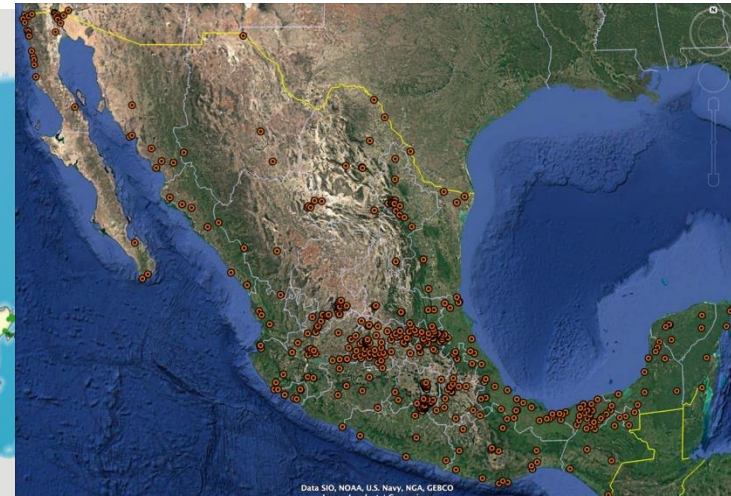 N
Data SIO, NOAA, U.S. Navy, NGA, GEBCO